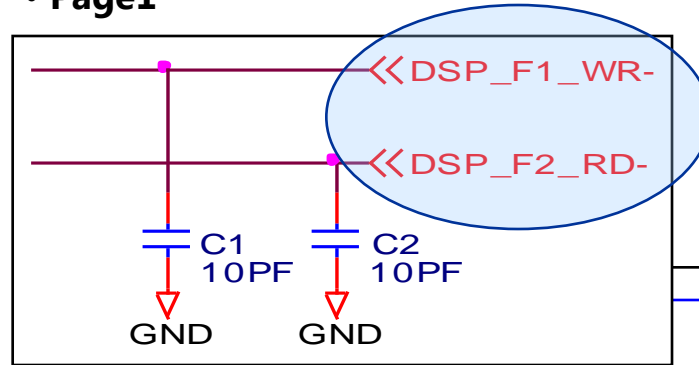 • Page1
DSP_F1_WR-
DSP_F2_RD-
C1
10PF
C2
10PF
GND
GND